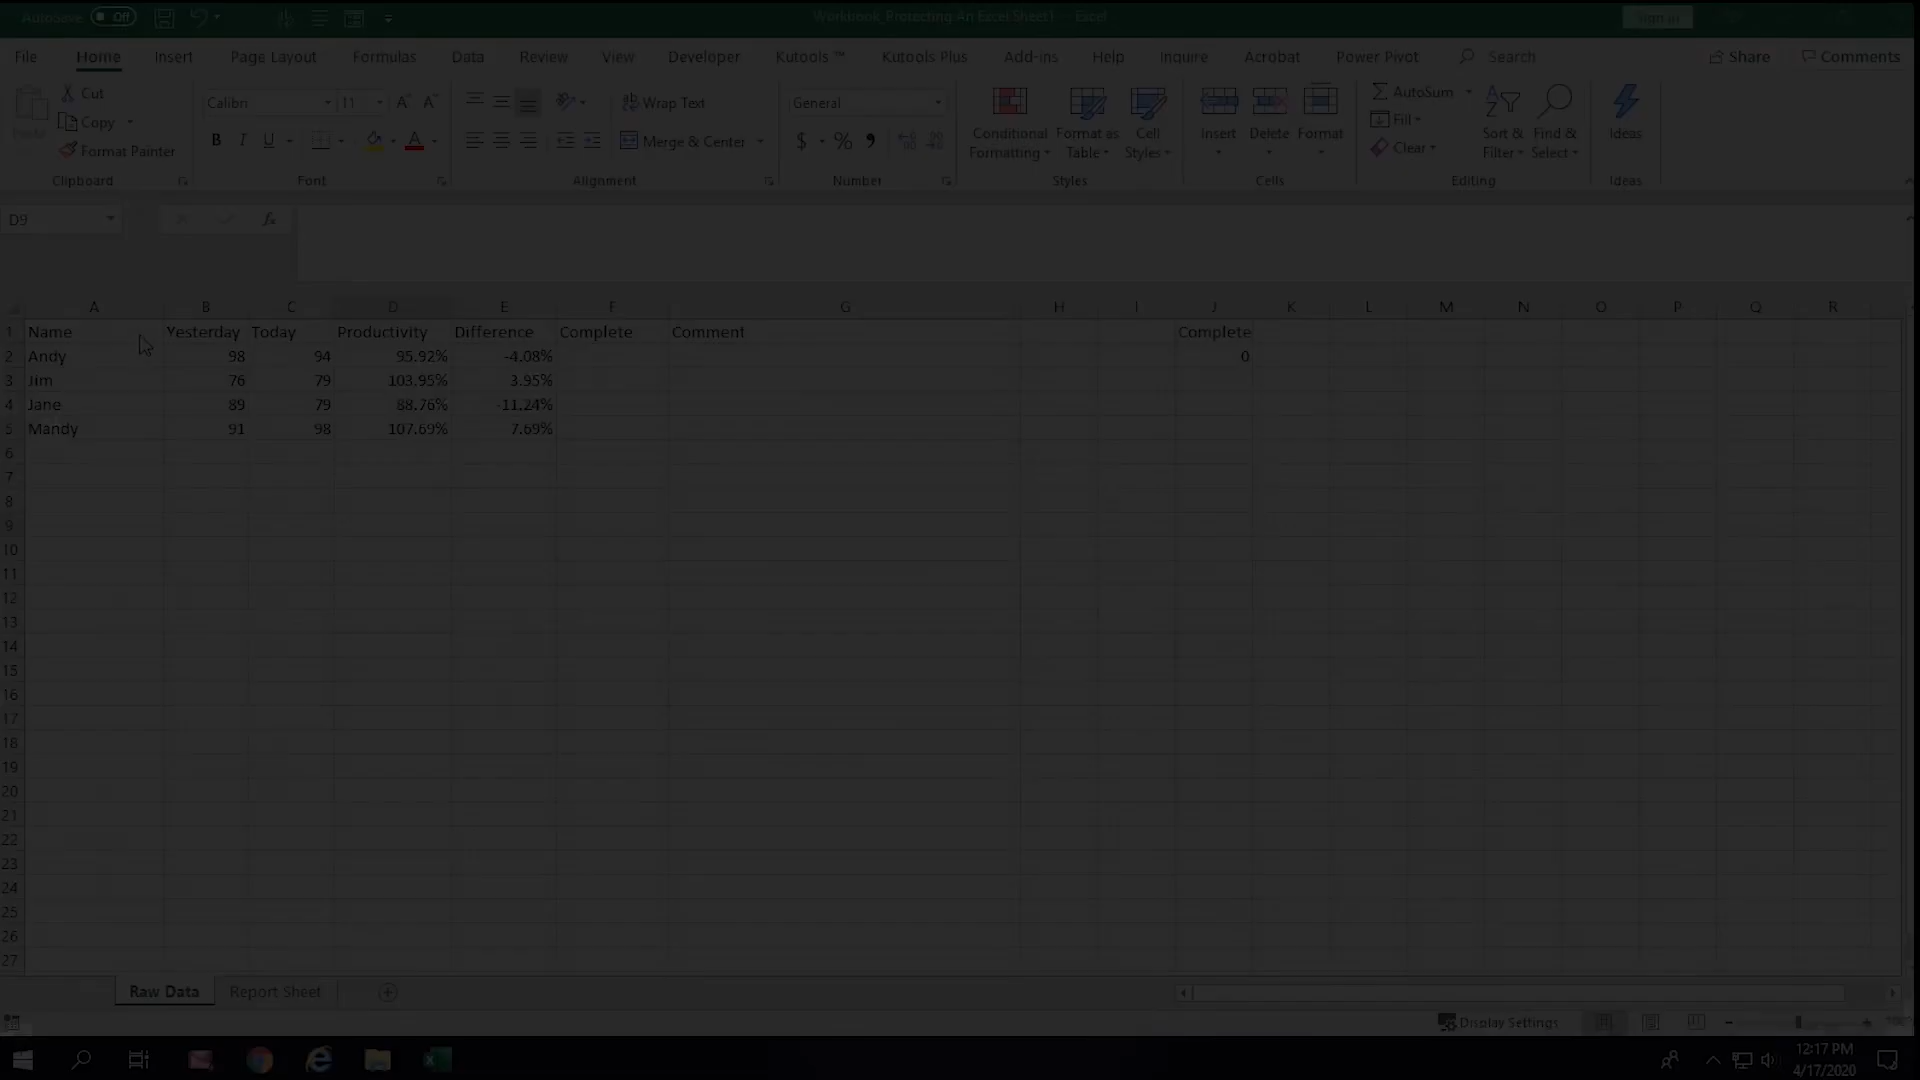 AutoSave Off Workbook_Protecting An Excel Sheet1 - Excel Sign in
File Home Insert Page Layout Formulas Data Review View Developer Kutools ™ Kutools Plus Add-ins Help Inquire Acrobat Power Pivot Search Share Comments
Paste Cut Copy Format Painter Clipboard
Calibri 11 B I U A Font
Wrap Text Merge & Center Alignment
General $ % 9 Number
Conditional Formatting Format as Table Cell Styles Styles
Insert Delete Format Cells
AutoSum Fill Clear Sort & Filter Find & Select Editing
Ideas Ideas
D9 fx
A B C D E F G H I J K L M N O P Q R
1 Name Yesterday Today Productivity Difference Complete Comment Complete
2 Andy 98 94 95.92% -4.08% 0
3 Jim 76 79 103.95% 3.95%
4 Jane 89 79 88.76% -11.24%
5 Mandy 91 98 107.69% 7.69%
6
7
8
9
10
11
12
13
14
15
16
17
18
19
20
21
22
23
24
25
26
27
Raw Data Report Sheet
Display Settings
12:17 PM
4/17/2020